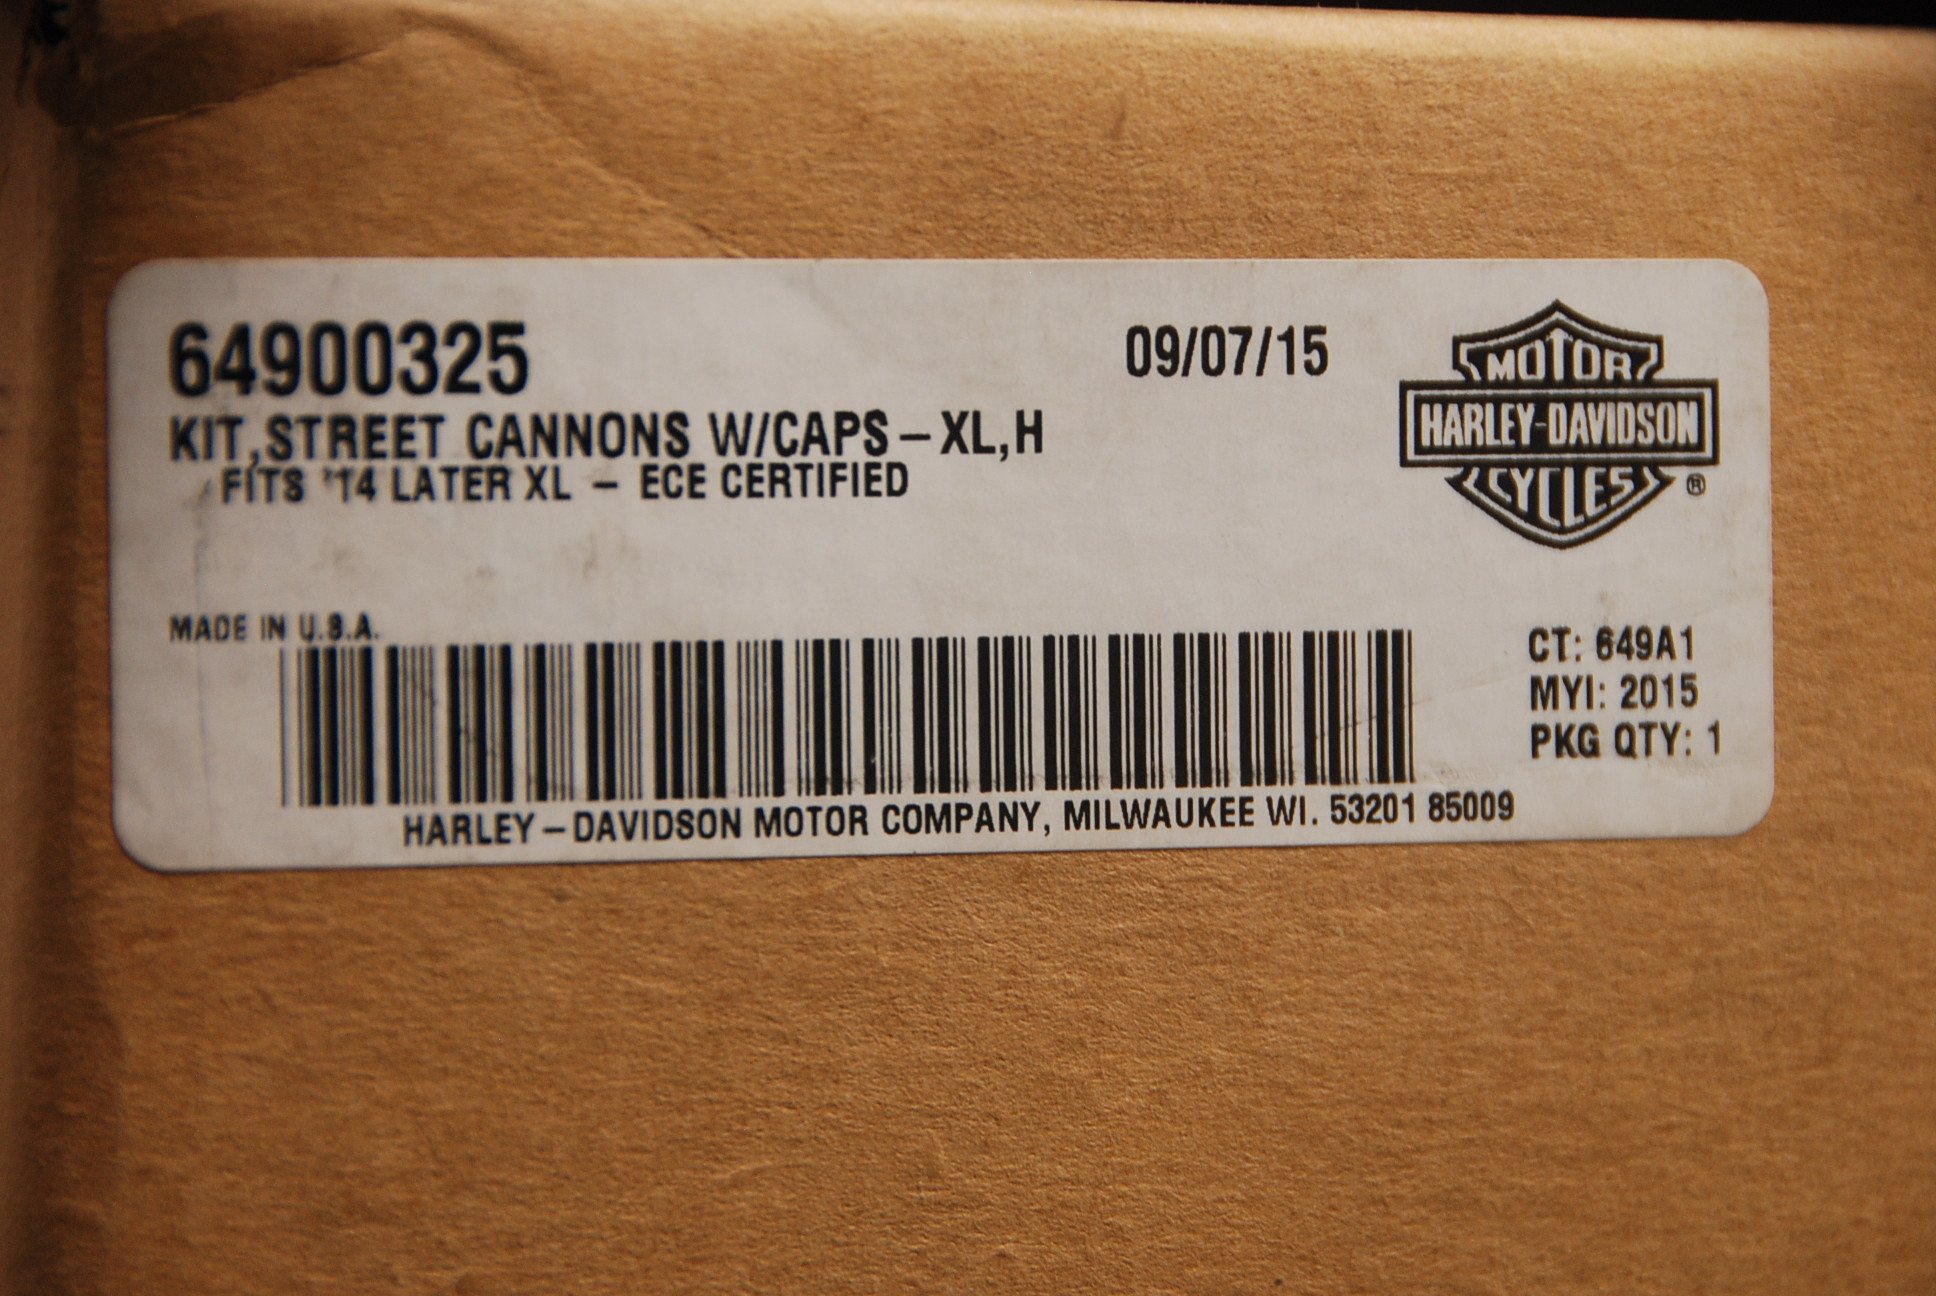 64900325
09/07/15
KIT,STREET CANNONS W/CAPS-XL,H
FITS '14 LATER XL - ECE CERTIFIED
MOTOR
HARLEY-DAVIDSON
CYCLES
®
MADE IN U.S.A.
CT: 649A1
MYI: 2015
PKG QTY: 1
HARLEY-DAVIDSON MOTOR COMPANY, MILWAUKEE WI. 53201 85009